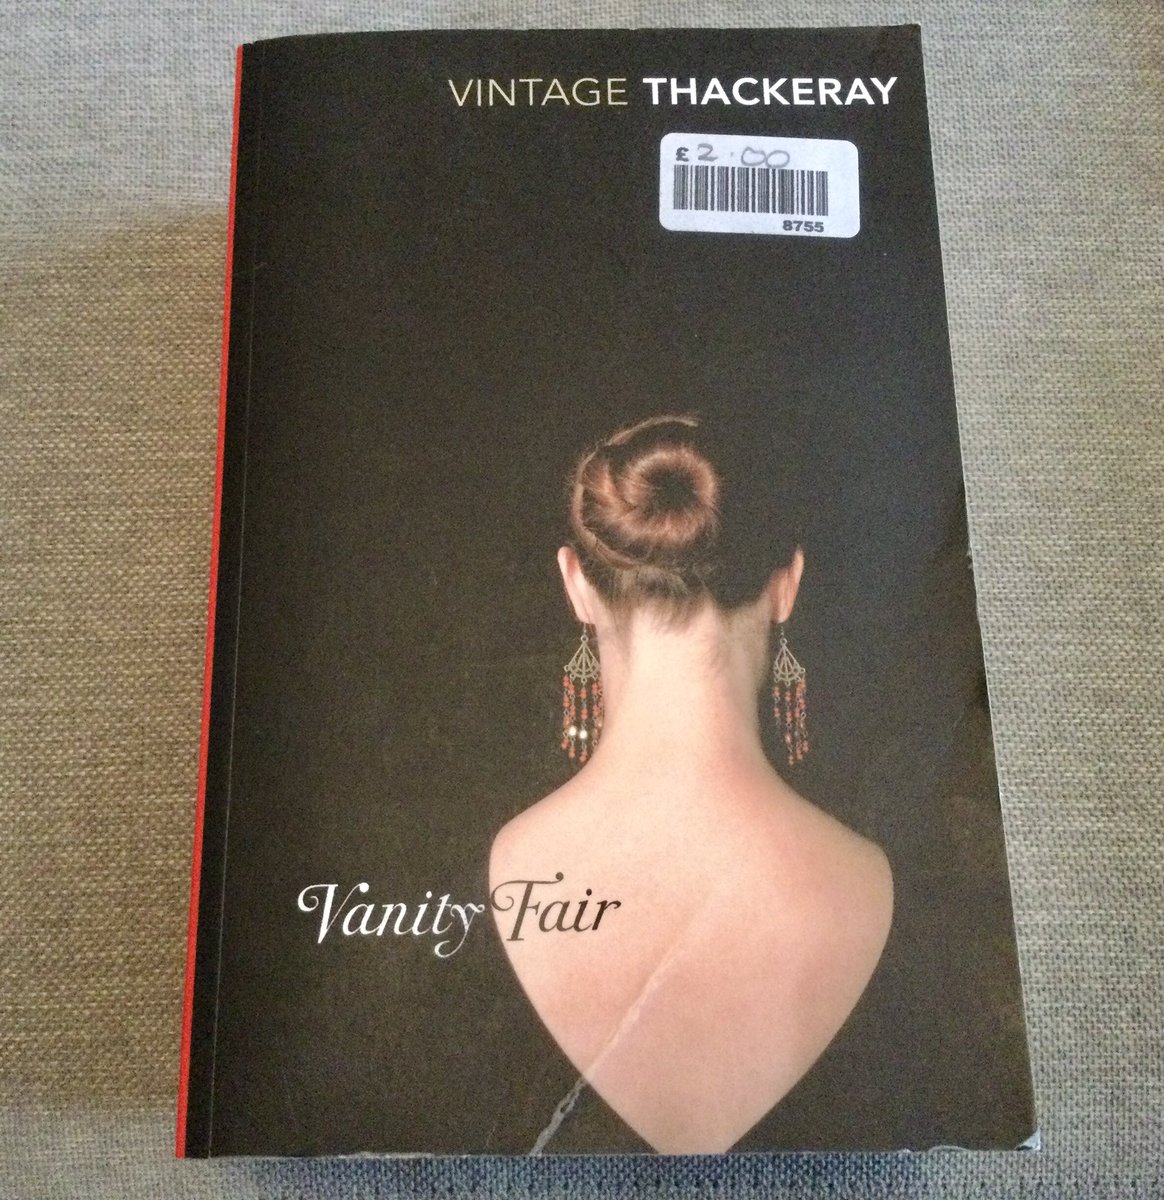 VINTAGE THACKERAY
£ 2.00
8755
Vanity Fair